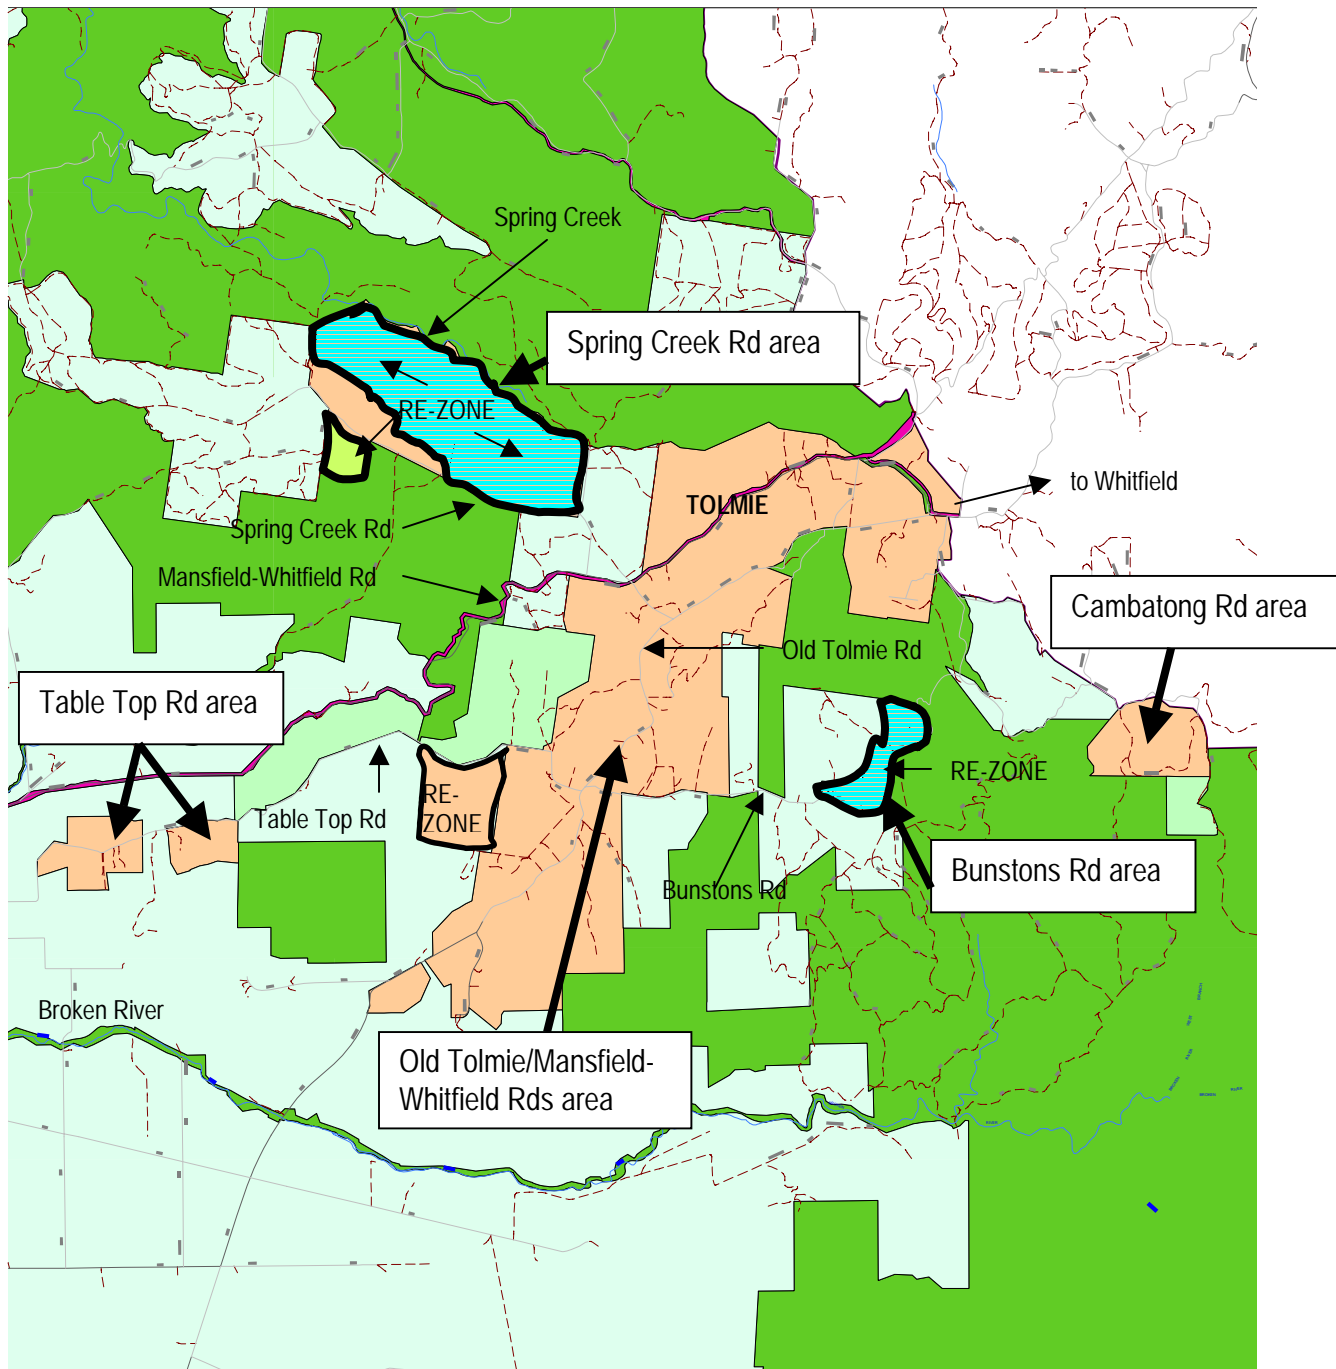 Spring Creek
Spring Creek Rd area
RE-ZONE
to Whitfield
TOLMIE
Spring Creek Rd
Mansfield-Whitfield Rd
Cambatong Rd area
Old Tolmie Rd
Table Top Rd area
RE-ZONE
RE-
ZONE
Table Top Rd
Bunstons Rd area
Bunstons Rd
Broken River
Old Tolmie/Mansfield-
Whitfield Rds area